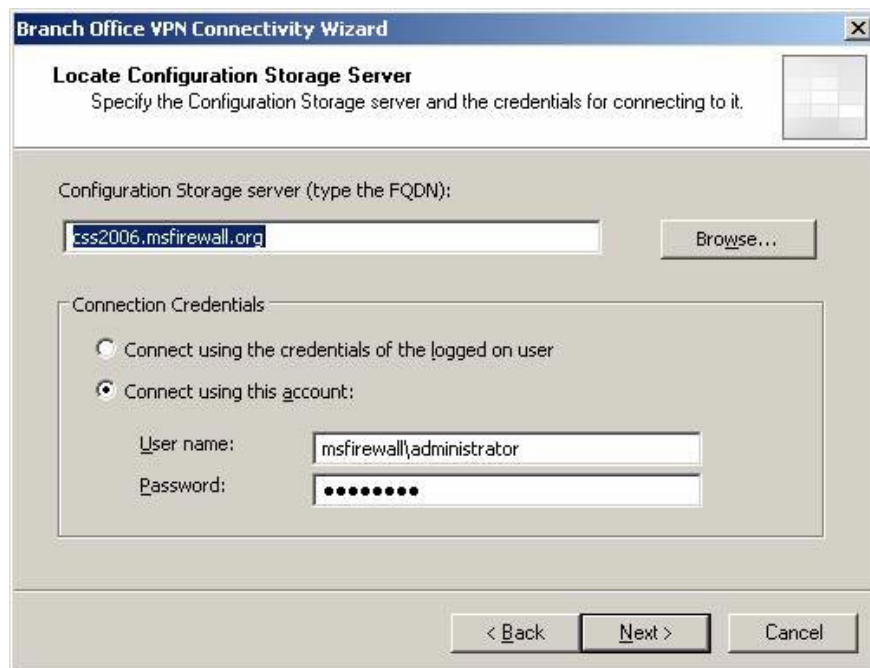 Branch Office VPN Connectivity Wizard
Locate Configuration Storage Server
Specify the Configuration Storage server and the credentials for connecting to it.
Configuration Storage server (type the FQDN):
css2006.msfirewall.org
Browse...
Connection Credentials
Connect using the credentials of the logged on user
Connect using this account:
User name:
msfirewall\administrator
Password:
●●●●●●●●
< Back
Next >
Cancel